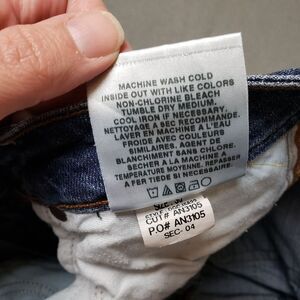 MACHINE WASH COLD
INSIDE OUT WITH LIKE COLORS
NON-CHLORINE BLEACH
TUMBLE DRY MEDIUM.
COOL IRON IF NECESSARY
NETTOYAGE A SEC RECOMMANDE.
LAVER EN MACHINE A L'EAU
FROIDE AVEC COULEURS
SIMILAIRES. AGENT DE
BLANCHIMENT SANS CHLORE.
SECHER A LA MACHINE A
TEMPERATURE MOYENNE. REPASSER
A FER TIEDE SI NECESSAIRE.
SIZE
CUT# AN3105
P.O# AN3105
SEC- 04